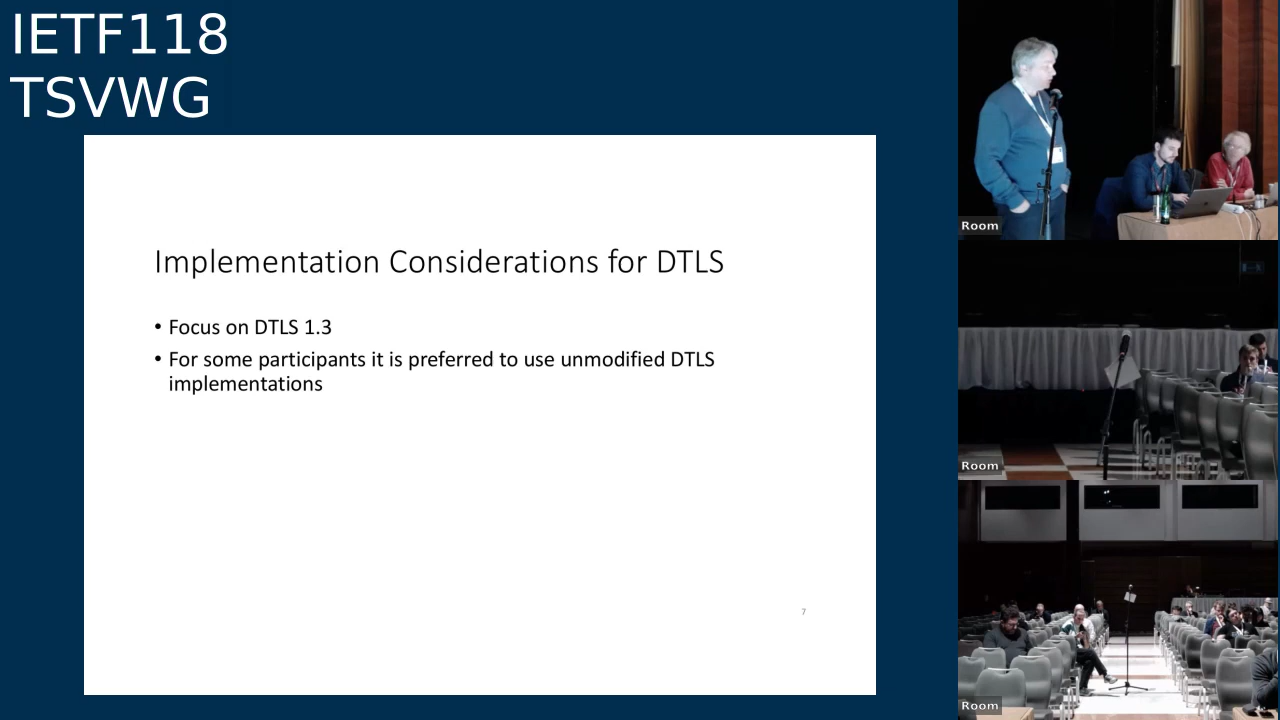 IETF118
TSVWG
Implementation Considerations for DTLS
• Focus on DTLS 1.3
• For some participants it is preferred to use unmodified DTLS
implementations
7
Room
Room
Room